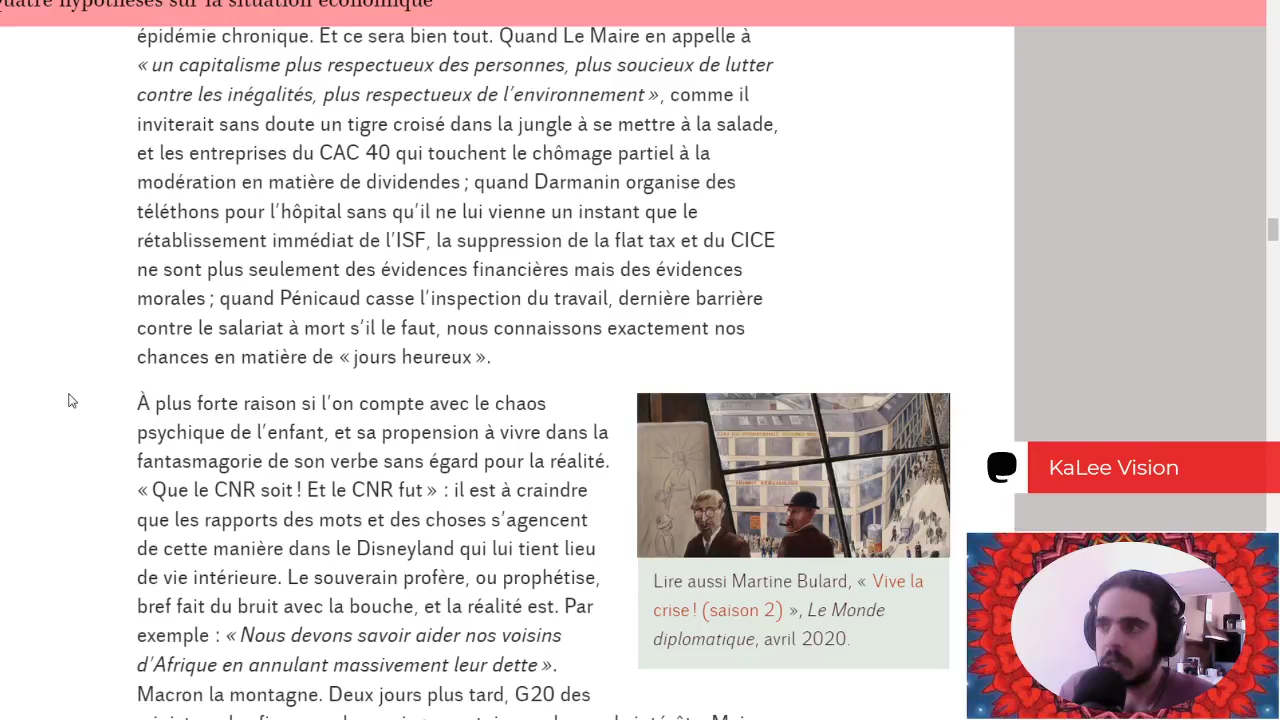 Quatre hypothèses sur la situation économique
épidémie chronique. Et ce sera bien tout. Quand Le Maire en appelle à
« un capitalisme plus respectueux des personnes, plus soucieux de lutter
contre les inégalités, plus respectueux de l’environnement », comme il
inviterait sans doute un tigre croisé dans la jungle à se mettre à la salade,
et les entreprises du CAC 40 qui touchent le chômage partiel à la
modération en matière de dividendes ; quand Darmanin organise des
téléthons pour l’hôpital sans qu’il ne lui vienne un instant que le
rétablissement immédiat de l’ISF, la suppression de la flat tax et du CICE
ne sont plus seulement des évidences financières mais des évidences
morales ; quand Pénicaud casse l’inspection du travail, dernière barrière
contre le salariat à mort s’il le faut, nous connaissons exactement nos
chances en matière de « jours heureux ».
À plus forte raison si l’on compte avec le chaos
psychique de l’enfant, et sa propension à vivre dans la
fantasmagorie de son verbe sans égard pour la réalité.
« Que le CNR soit ! Et le CNR fut » : il est à craindre
que les rapports des mots et des choses s’agencent
de cette manière dans le Disneyland qui lui tient lieu
de vie intérieure. Le souverain profère, ou prophétise,
bref fait du bruit avec la bouche, et la réalité est. Par
exemple : « Nous devons savoir aider nos voisins
d’Afrique en annulant massivement leur dette ».
Macron la montagne. Deux jours plus tard, G20 des
Lire aussi Martine Bulard, « Vive la
crise ! (saison 2) », Le Monde
diplomatique, avril 2020.
KaLee Vision